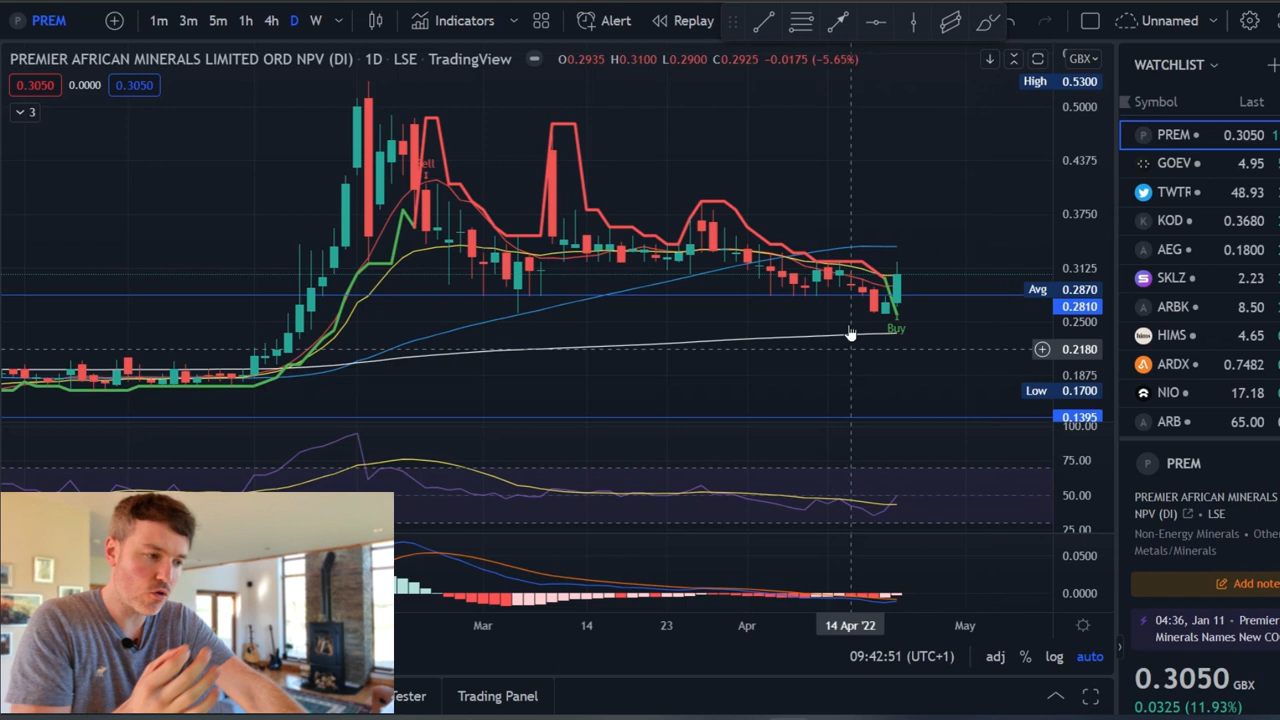 PREM
1m 3m 5m 1h 4h D W
Indicators
Alert
Replay
Unnamed
PREMIER AFRICAN MINERALS LIMITED ORD NPV (DI) · 1D · LSE · TradingView
O0.2935 H0.3100 L0.2900 C0.2925 -0.0175 (-5.65%)
GBX
0.3050 0.0000 0.3050
3
High 0.5300
0.5000
0.4375
0.3750
0.3125
Avg 0.2870
0.2810
0.2500
0.2180
0.1875
Low 0.1700
0.1395
Buy
100.00
75.00
50.00
25.00
0.0500
0.0000
Mar 14 23 Apr 14 Apr '22 May
09:42:51 (UTC+1) adj % log auto
Tester Trading Panel
WATCHLIST
Symbol Last
PREM 0.3050
GOEV 4.95
TWTR 48.93
KOD 0.3680
AEG 0.1800
SKLZ 2.23
ARBK 8.50
HIMS 4.65
ARDX 0.7482
NIO 17.18
ARB 65.00
PREM
PREMIER AFRICAN MINERALS
NPV (DI) · LSE
Non-Energy Minerals · Othe
Metals/Minerals
Add note
04:36, Jan 11 · Premier
Minerals Names New CO
0.3050 GBX
0.0325 (11.93%)